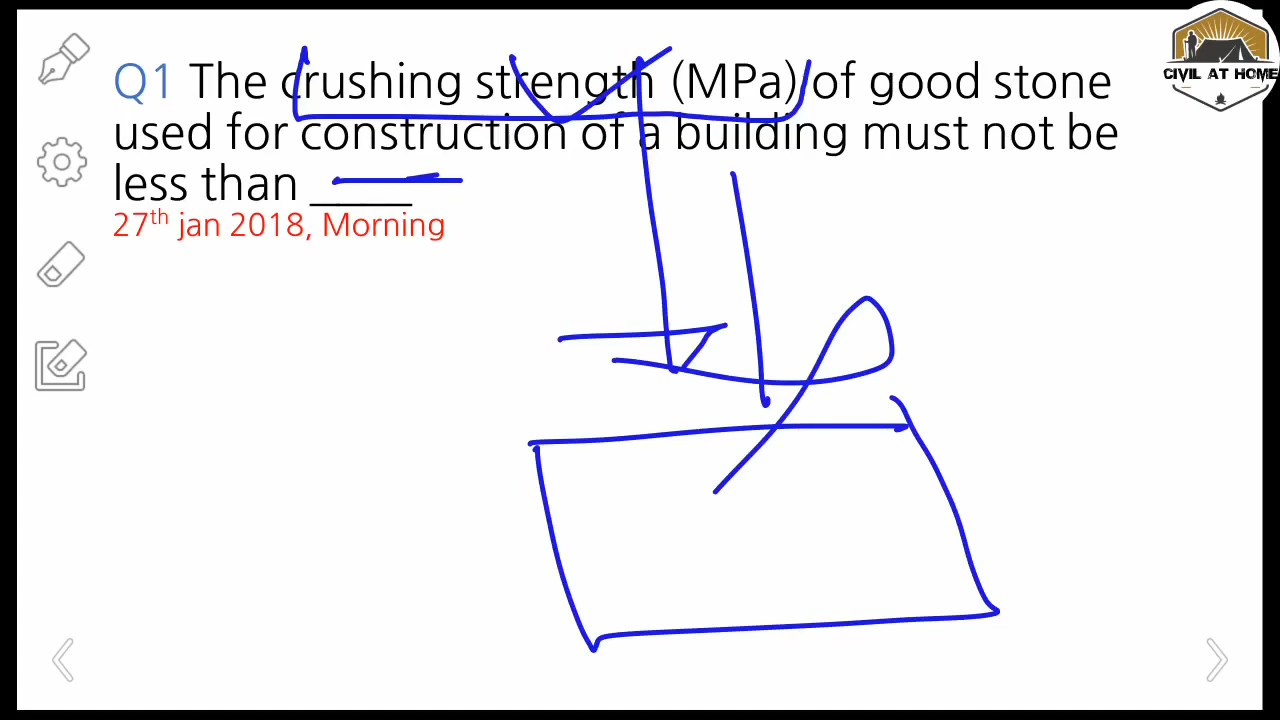 CIVIL AT HOME
Q1 The crushing strength (MPa) of good stone
used for construction of a building must not be
less than _____
27th jan 2018, Morning